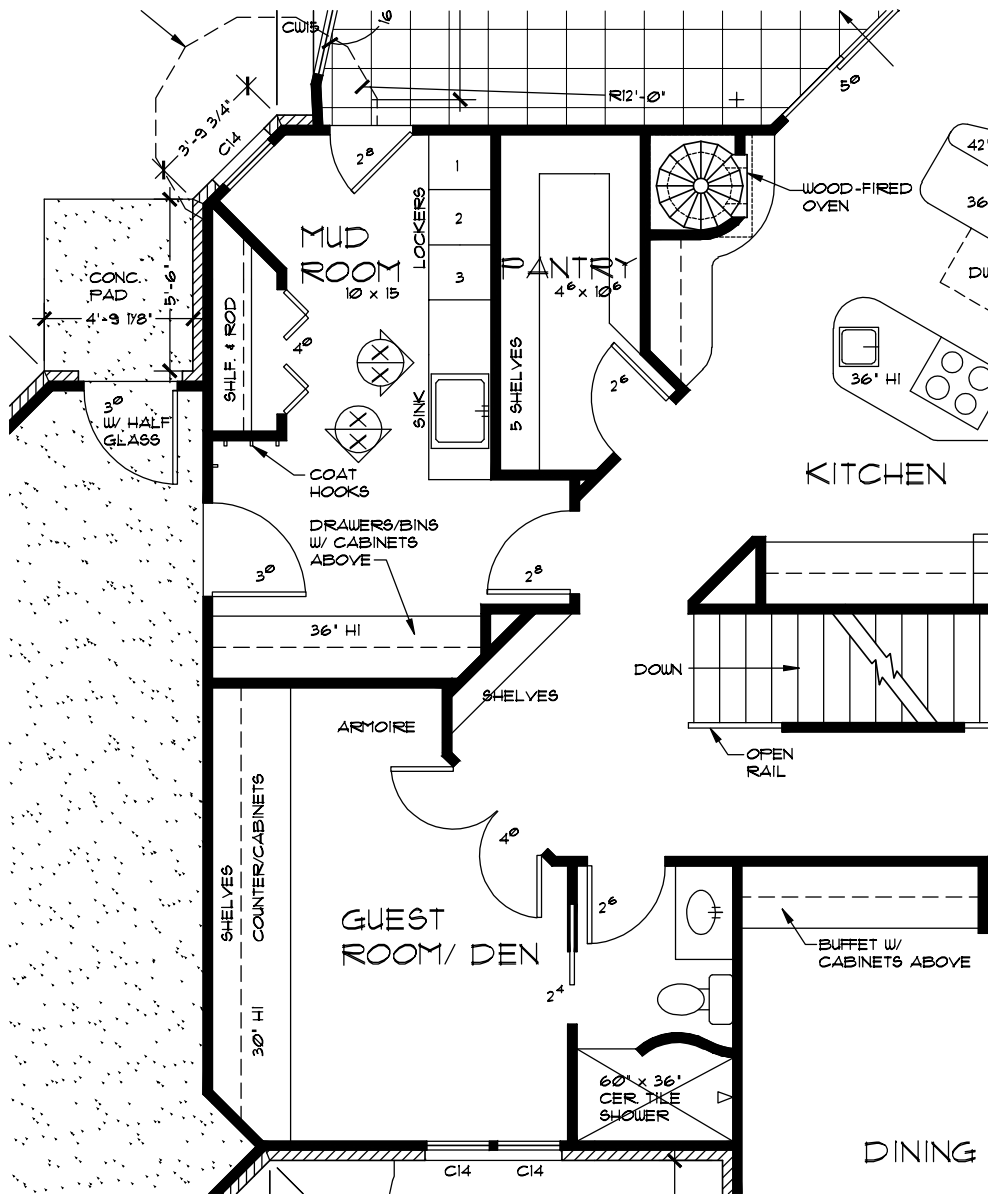 CW15
16
R12'-0"
5⁰
3'-9 3/4"
C14
2⁸
1
2
3
LOCKERS
42"
36
WOOD-FIRED
OVEN
MUD
ROOM
10 x 15
PANTRY
4⁶ x 10⁶
CONC.
PAD
5'-6"
4'-9 1/8"
SHLF. & ROD
4⁰
SINK
5 SHELVES
2⁶
36" HI
3⁰
W/ HALF
GLASS
X
X
X
X
KITCHEN
COAT
HOOKS
DRAWERS/BINS
W/ CABINETS
ABOVE
3⁰
2⁸
36" HI
DOWN
SHELVES
ARMOIRE
OPEN
RAIL
SHELVES
COUNTER/CABINETS
30" HI
4⁰
GUEST
ROOM/ DEN
2⁶
2⁴
BUFFET W/
CABINETS ABOVE
60" x 36"
CER. TILE
SHOWER
DINING
C14
C14